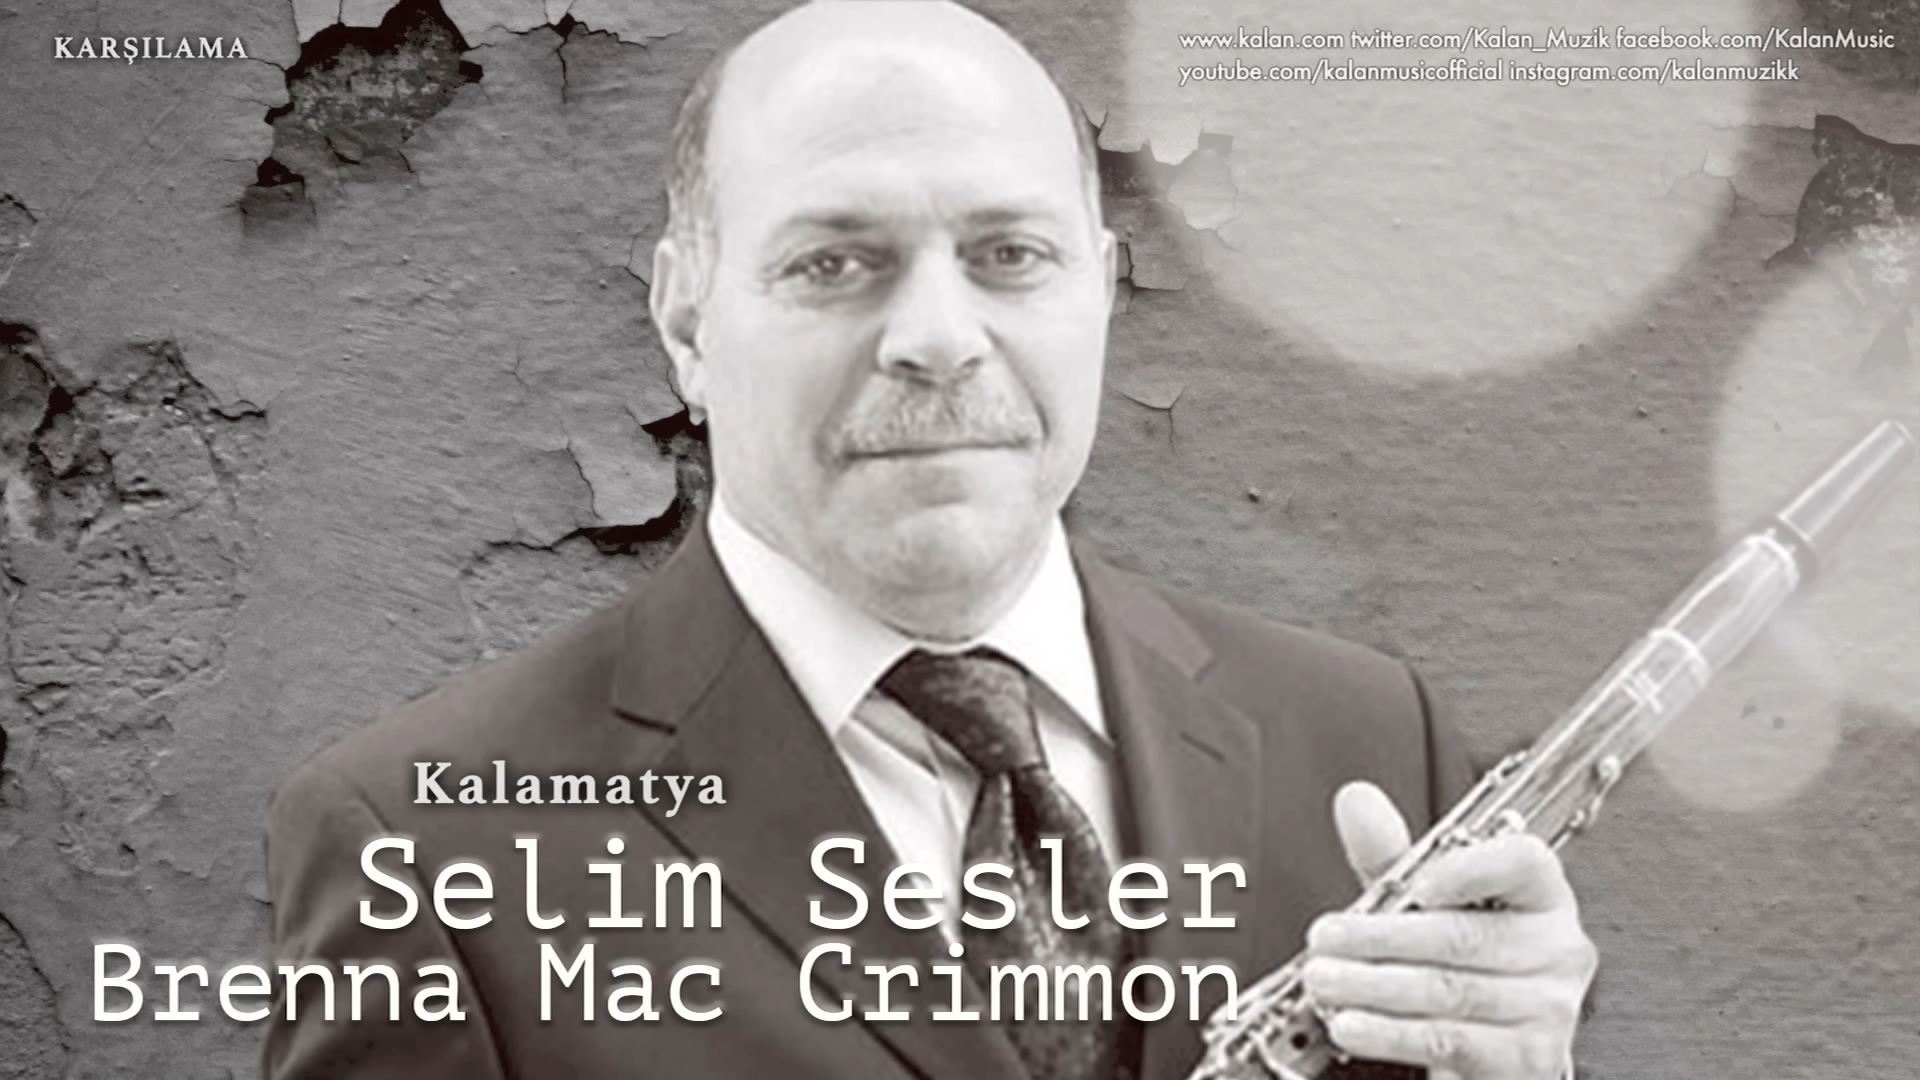 KARŞILAMA
www.kalan.com twitter.com/Kalan_Muzik facebook.com/KalanMusic
youtube.com/kalanmusicofficial instagram.com/kalanmuzikk
Kalamatya
Selim Sesler
Brenna Mac Crimmon